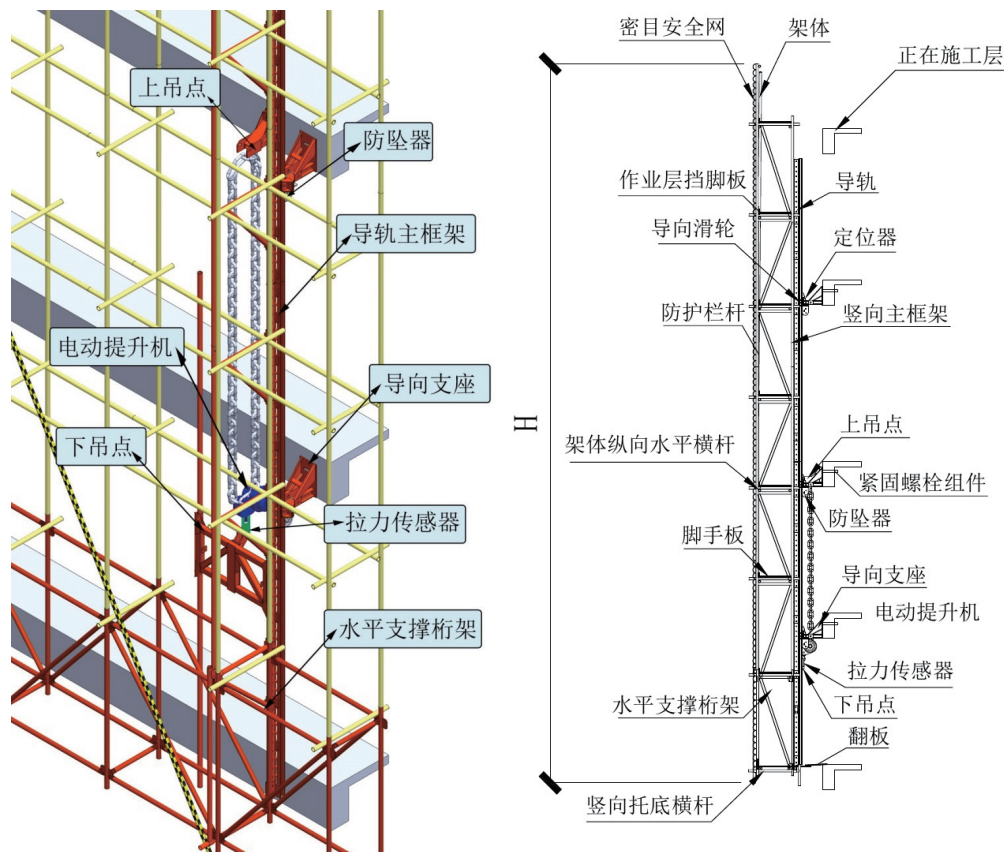 上吊点
防坠器
导轨主框架
电动提升机
导向支座
下吊点
拉力传感器
水平支撑桁架
密目安全网
架体
正在施工层
作业层挡脚板
导轨
导向滑轮
定位器
防护栏杆
竖向主框架
H
上吊点
架体纵向水平横杆
紧固螺栓组件
防坠器
脚手板
导向支座
电动提升机
拉力传感器
水平支撑桁架
下吊点
翻板
竖向托底横杆